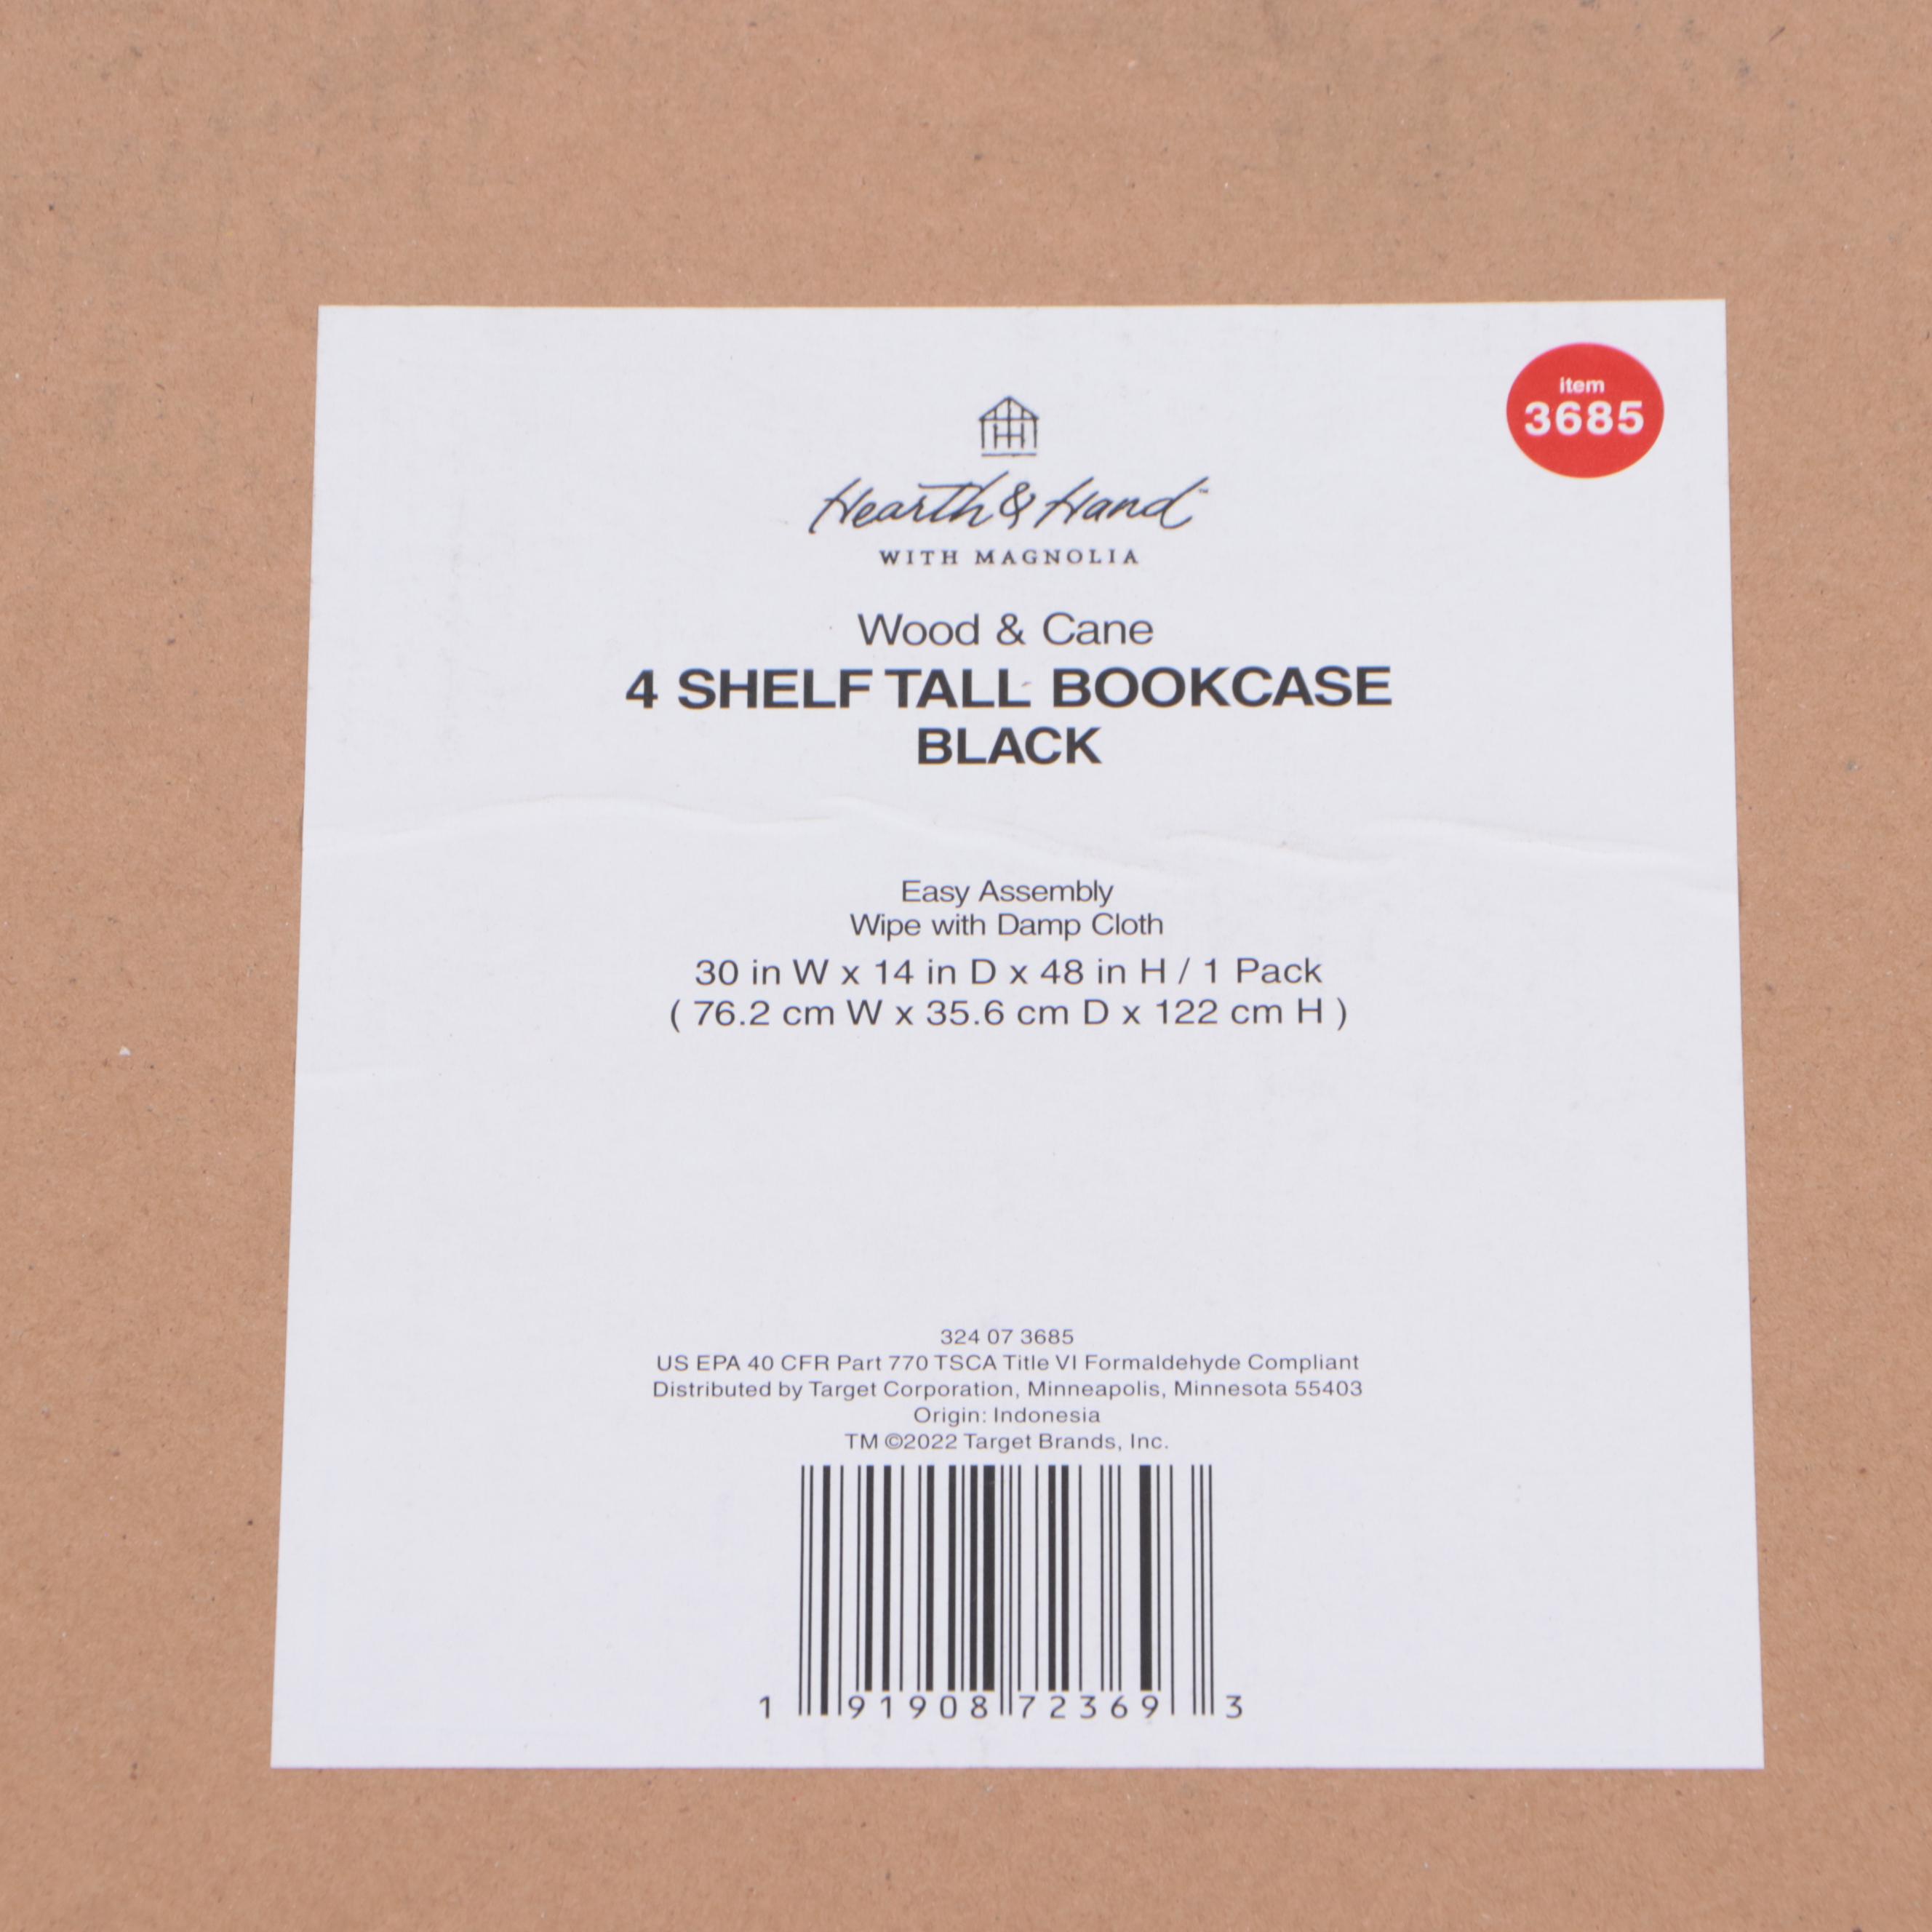 item
3685
Hearth & Hand™
WITH MAGNOLIA
Wood & Cane
4 SHELF TALL BOOKCASE
BLACK
Easy Assembly
Wipe with Damp Cloth
30 in W x 14 in D x 48 in H / 1 Pack
( 76.2 cm W x 35.6 cm D x 122 cm H )
324 07 3685
US EPA 40 CFR Part 770 TSCA Title VI Formaldehyde Compliant
Distributed by Target Corporation, Minneapolis, Minnesota 55403
Origin: Indonesia
TM ©2022 Target Brands, Inc.
1 91908 72369 3